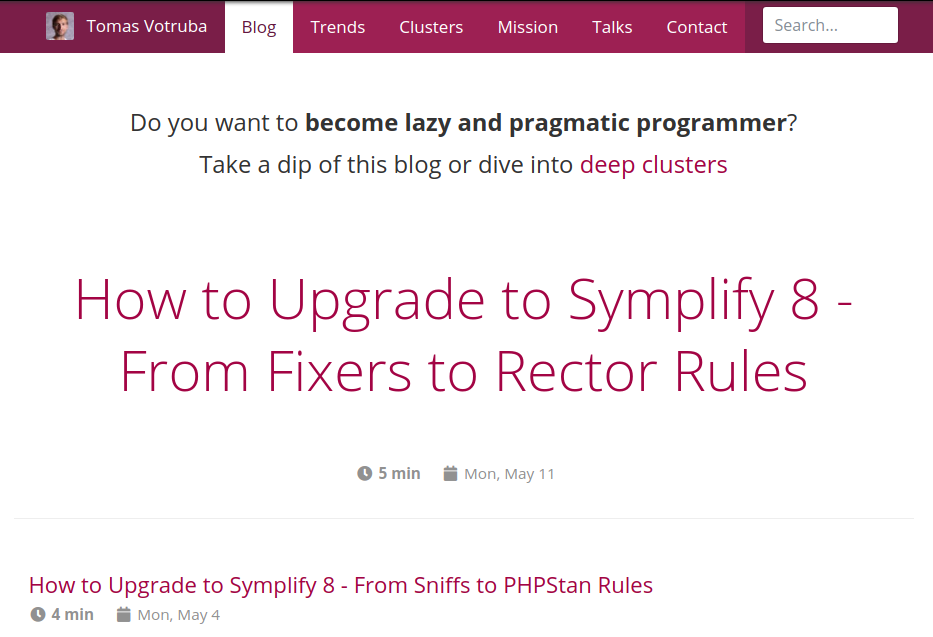 Tomas Votruba Blog Trends Clusters Mission Talks Contact Search...
Do you want to become lazy and pragmatic programmer?
Take a dip of this blog or dive into deep clusters
How to Upgrade to Symplify 8 -
From Fixers to Rector Rules
5 min Mon, May 11
How to Upgrade to Symplify 8 - From Sniffs to PHPStan Rules
4 min Mon, May 4